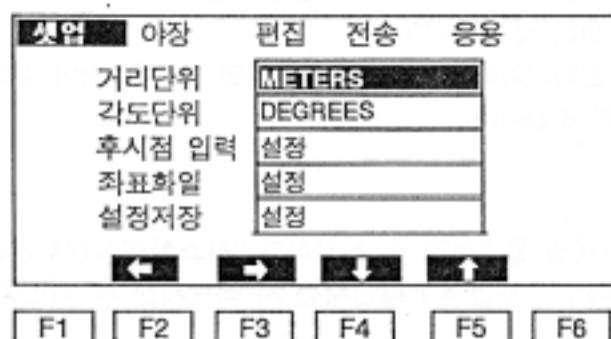 셋업 야장 편집 전송 응용
거리단위 METERS
각도단위 DEGREES
후시점 입력 설정
좌표화일 설정
설정저장 설정
← → ↓ ↑
F1 F2 F3 F4 F5 F6